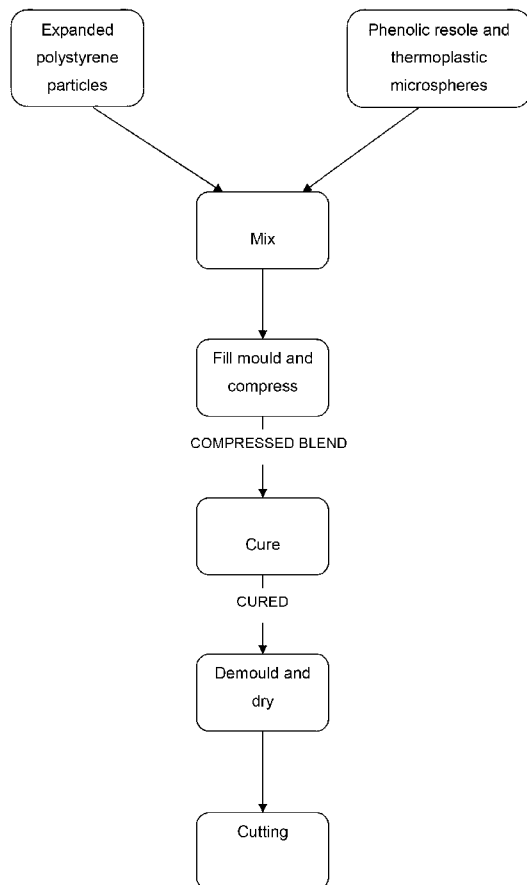 Expanded
polystyrene
particles
Phenolic resole and
thermoplastic
microspheres
Mix
Fill mould and
compress
COMPRESSED BLEND
Cure
CURED
Demould and
dry
Cutting